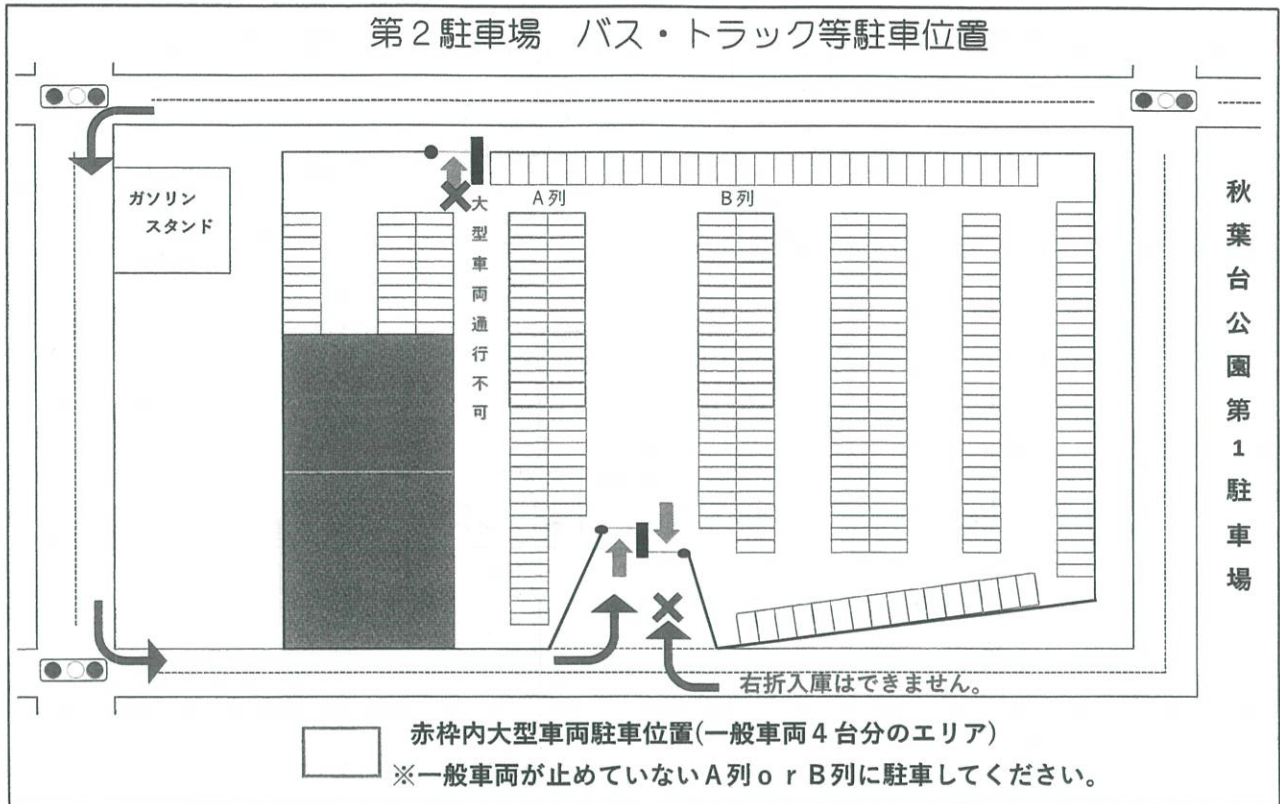 第２駐車場　バス・トラック等駐車位置
ガソリン
スタンド
A列
B列
大型車両通行不可
秋葉台公園第１駐車場
右折入庫はできません。
赤枠内大型車両駐車位置(一般車両４台分のエリア)
※一般車両が止めていないＡ列ｏｒＢ列に駐車してください。